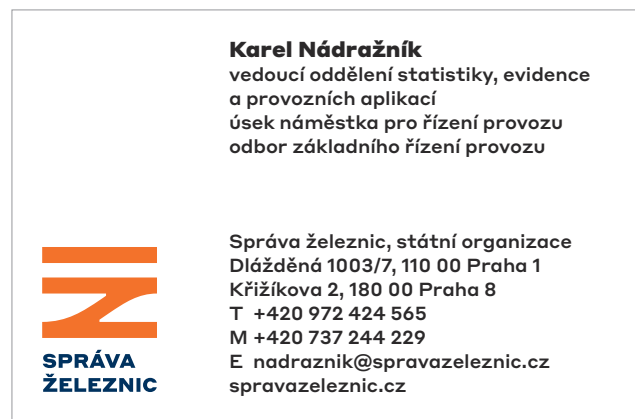 Karel Nádražník
vedoucí oddělení statistiky, evidence
a provozních aplikací
úsek náměstka pro řízení provozu
odbor základního řízení provozu
Správa železnic, státní organizace
Dlážděná 1003/7, 110 00 Praha 1
Křižíkova 2, 180 00 Praha 8
T +420 972 424 565
M +420 737 244 229
E nadraznik@spravazeleznic.cz
spravazeleznic.cz
SPRÁVA
ŽELEZNIC